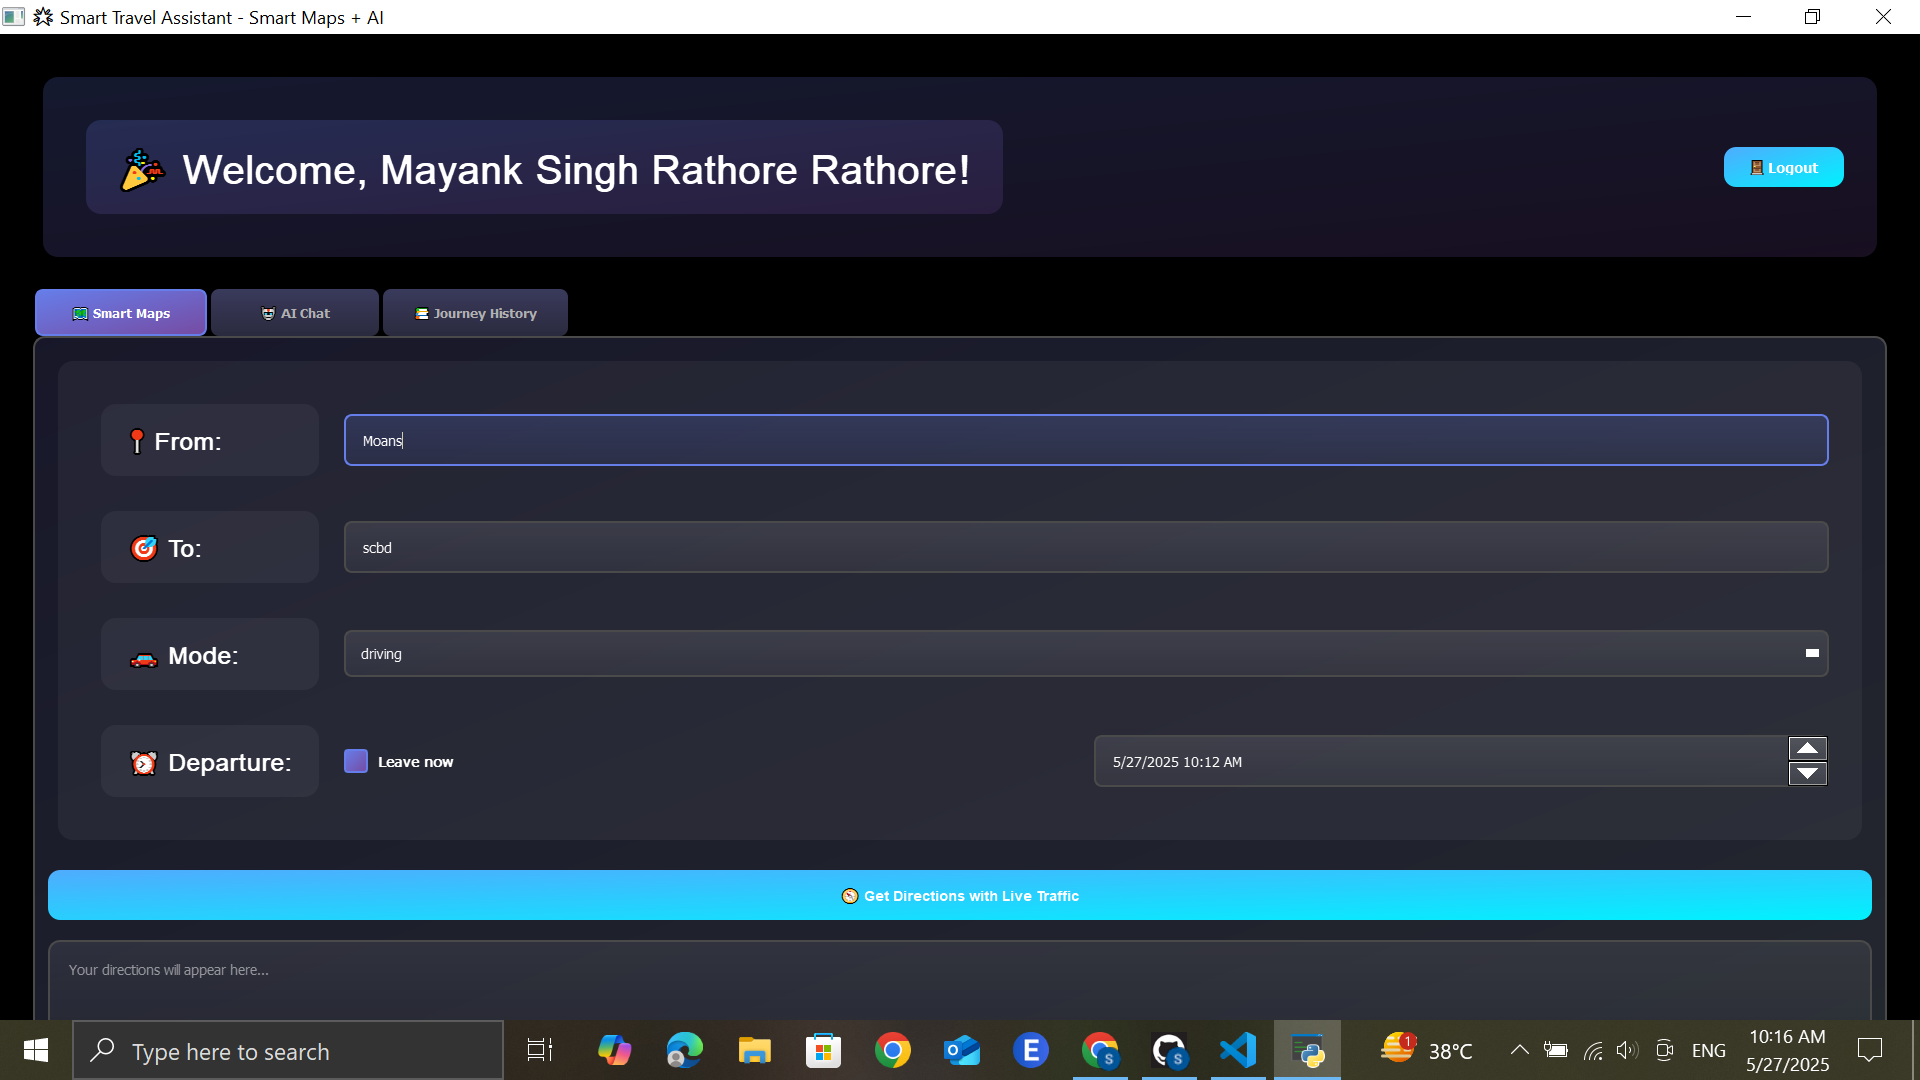 Smart Travel Assistant - Smart Maps + AI
Welcome, Mayank Singh Rathore Rathore!
Logout
Smart Maps
AI Chat
Journey History
From:
Moans
To:
scbd
Mode:
driving
Departure:
Leave now
5/27/2025 10:12 AM
Get Directions with Live Traffic
Your directions will appear here...
Type here to search
E
S
S
1
38°C
ENG
10:16 AM
5/27/2025